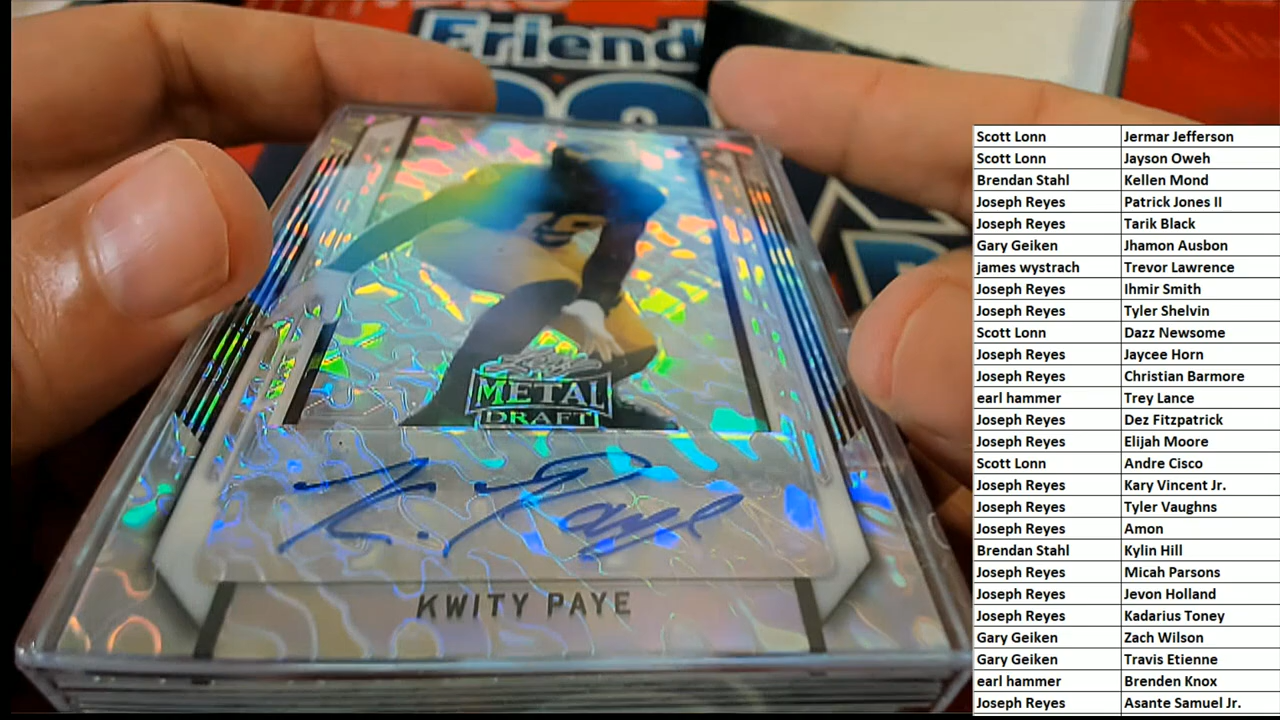 Friend
Leaf
METAL
DRAFT
K. Paye
KWITY PAYE
Scott Lonn Jermar Jefferson
Scott Lonn Jayson Oweh
Brendan Stahl Kellen Mond
Joseph Reyes Patrick Jones II
Joseph Reyes Tarik Black
Gary Geiken Jhamon Ausbon
james wystrach Trevor Lawrence
Joseph Reyes Ihmir Smith
Joseph Reyes Tyler Shelvin
Scott Lonn Dazz Newsome
Joseph Reyes Jaycee Horn
Joseph Reyes Christian Barmore
earl hammer Trey Lance
Joseph Reyes Dez Fitzpatrick
Joseph Reyes Elijah Moore
Scott Lonn Andre Cisco
Joseph Reyes Kary Vincent Jr.
Joseph Reyes Tyler Vaughns
Joseph Reyes Amon
Brendan Stahl Kylin Hill
Joseph Reyes Micah Parsons
Joseph Reyes Jevon Holland
Joseph Reyes Kadarius Toney
Gary Geiken Zach Wilson
Gary Geiken Travis Etienne
earl hammer Brenden Knox
Joseph Reyes Asante Samuel Jr.